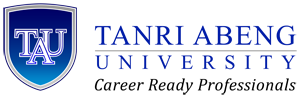 TAU
TANRI ABENG
UNIVERSITY
Career Ready Professionals